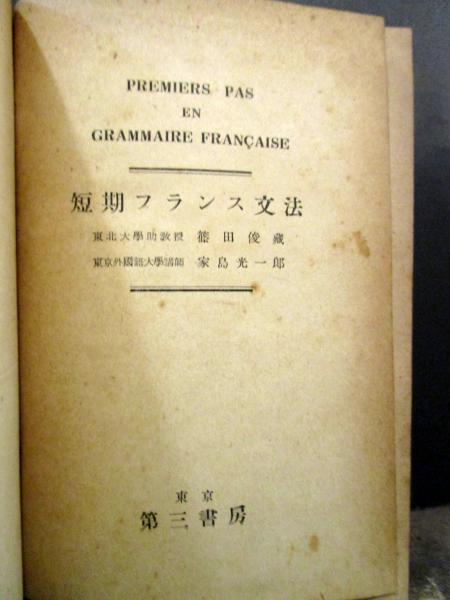 PREMIERS PAS
EN
GRAMMAIRE FRANÇAISE
短期フランス文法
東北大學助敎授 篠田俊蔵
東京外國語大學講師 家島光一郎
東京
第三書房